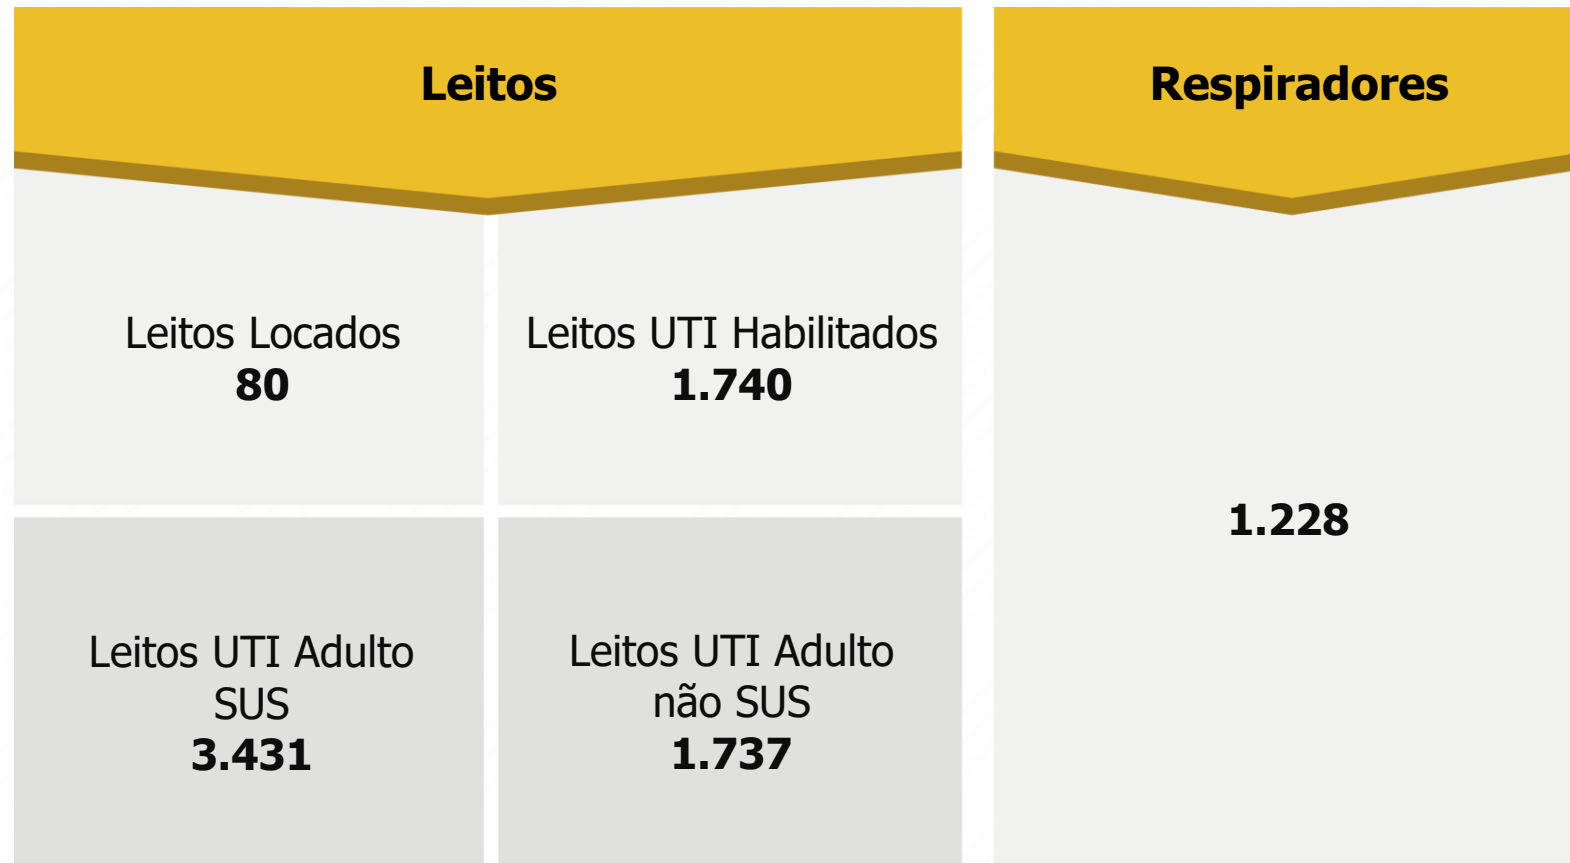 Leitos
Leitos Locados
80
Leitos UTI Habilitados
1.740
Leitos UTI Adulto
SUS
3.431
Leitos UTI Adulto
não SUS
1.737
Respiradores
1.228